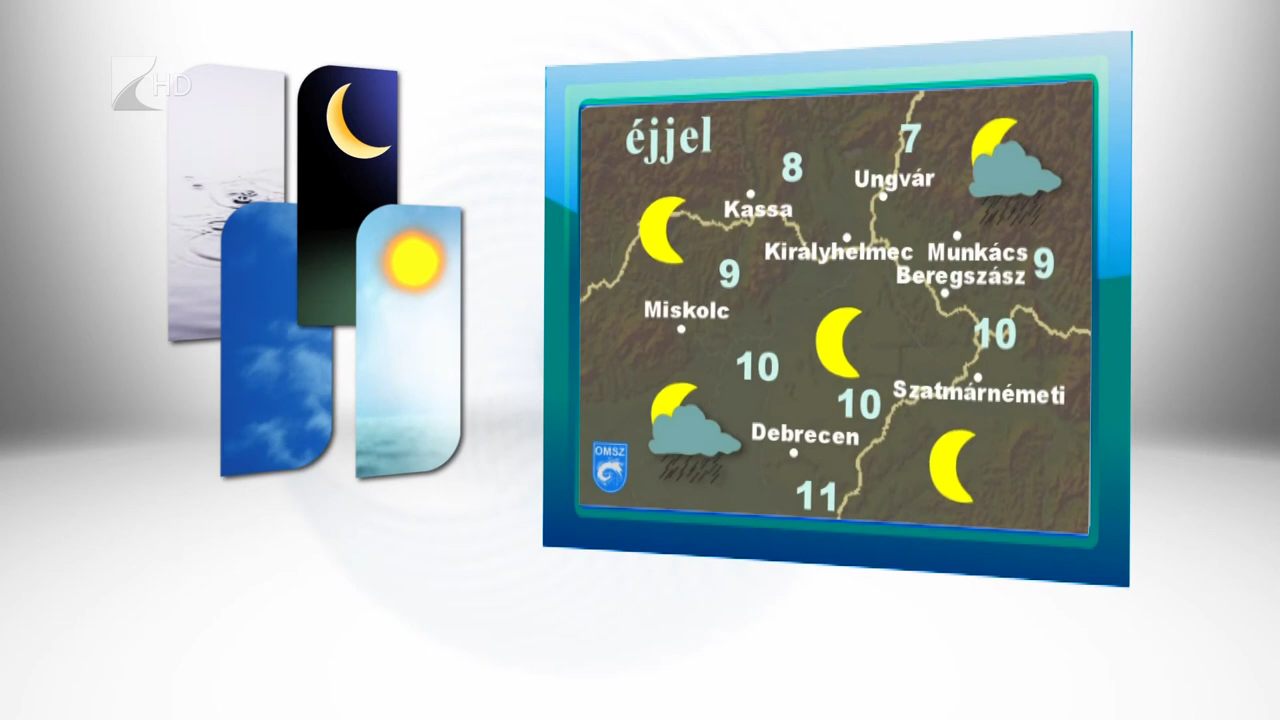 HD
éjjel
7
8
Ungvár
Kassa
Királyhelmec
Munkács
9
9
Beregszász
Miskolc
10
10
10
Szatmárnémeti
Debrecen
OMSZ
11